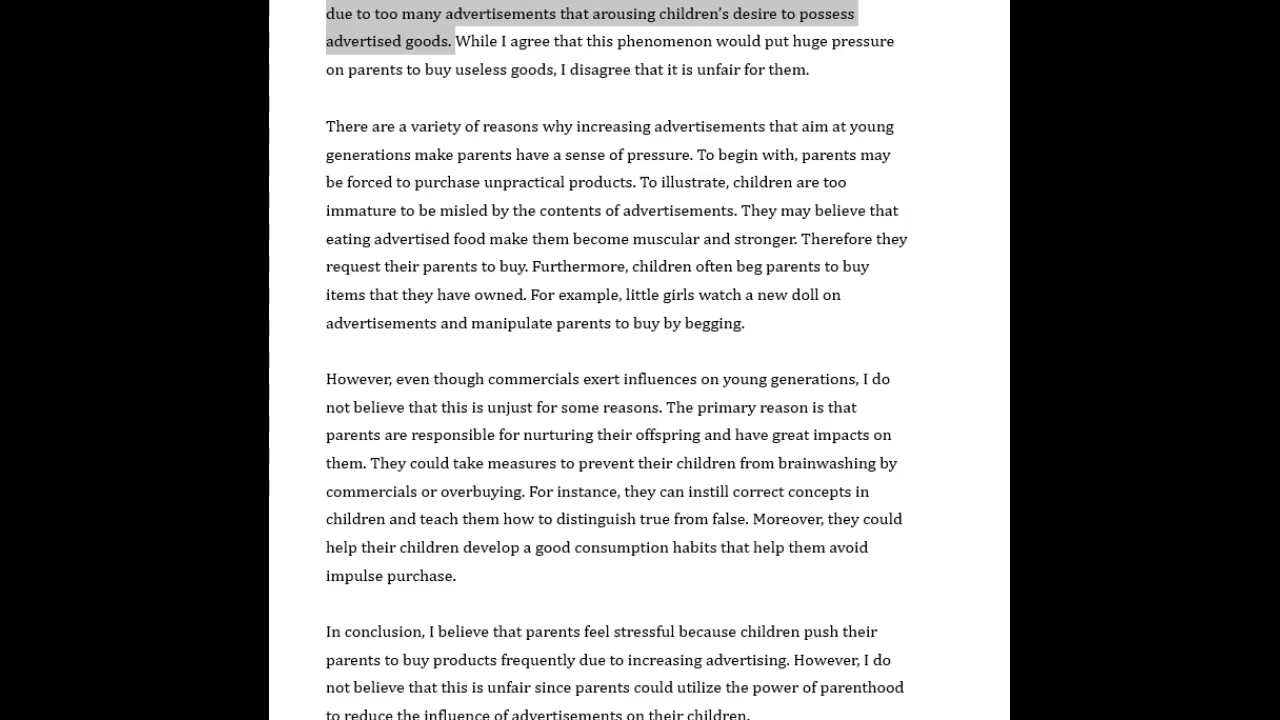 due to too many advertisements that arousing children's desire to possess
advertised goods. While I agree that this phenomenon would put huge pressure
on parents to buy useless goods, I disagree that it is unfair for them.
There are a variety of reasons why increasing advertisements that aim at young
generations make parents have a sense of pressure. To begin with, parents may
be forced to purchase unpractical products. To illustrate, children are too
immature to be misled by the contents of advertisements. They may believe that
eating advertised food make them become muscular and stronger. Therefore they
request their parents to buy. Furthermore, children often beg parents to buy
items that they have owned. For example, little girls watch a new doll on
advertisements and manipulate parents to buy by begging.
However, even though commercials exert influences on young generations, I do
not believe that this is unjust for some reasons. The primary reason is that
parents are responsible for nurturing their offspring and have great impacts on
them. They could take measures to prevent their children from brainwashing by
commercials or overbuying. For instance, they can instill correct concepts in
children and teach them how to distinguish true from false. Moreover, they could
help their children develop a good consumption habits that help them avoid
impulse purchase.
In conclusion, I believe that parents feel stressful because children push their
parents to buy products frequently due to increasing advertising. However, I do
not believe that this is unfair since parents could utilize the power of parenthood
to reduce the influence of advertisements on their children.